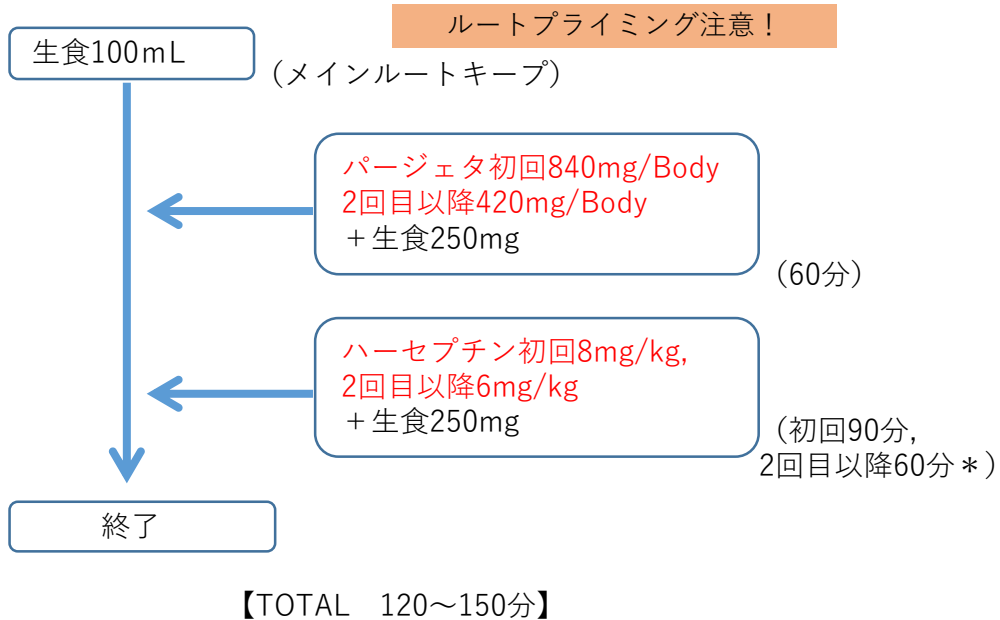 ルートプライミング注意！
生食100mL
（メインルートキープ）
パージェタ初回840mg/Body
2回目以降420mg/Body
＋生食250mg
（60分）
ハーセプチン初回8mg/kg,
2回目以降6mg/kg
＋生食250mg
（初回90分,
2回目以降60分＊）
終了
【TOTAL　120～150分】